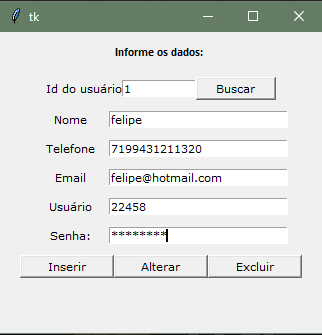 tk
Informe os dados:
Id do usuário 1 Buscar
Nome felipe
Telefone 7199431211320
Email felipe@hotmail.com
Usuário 22458
Senha: ********
Inserir Alterar Excluir